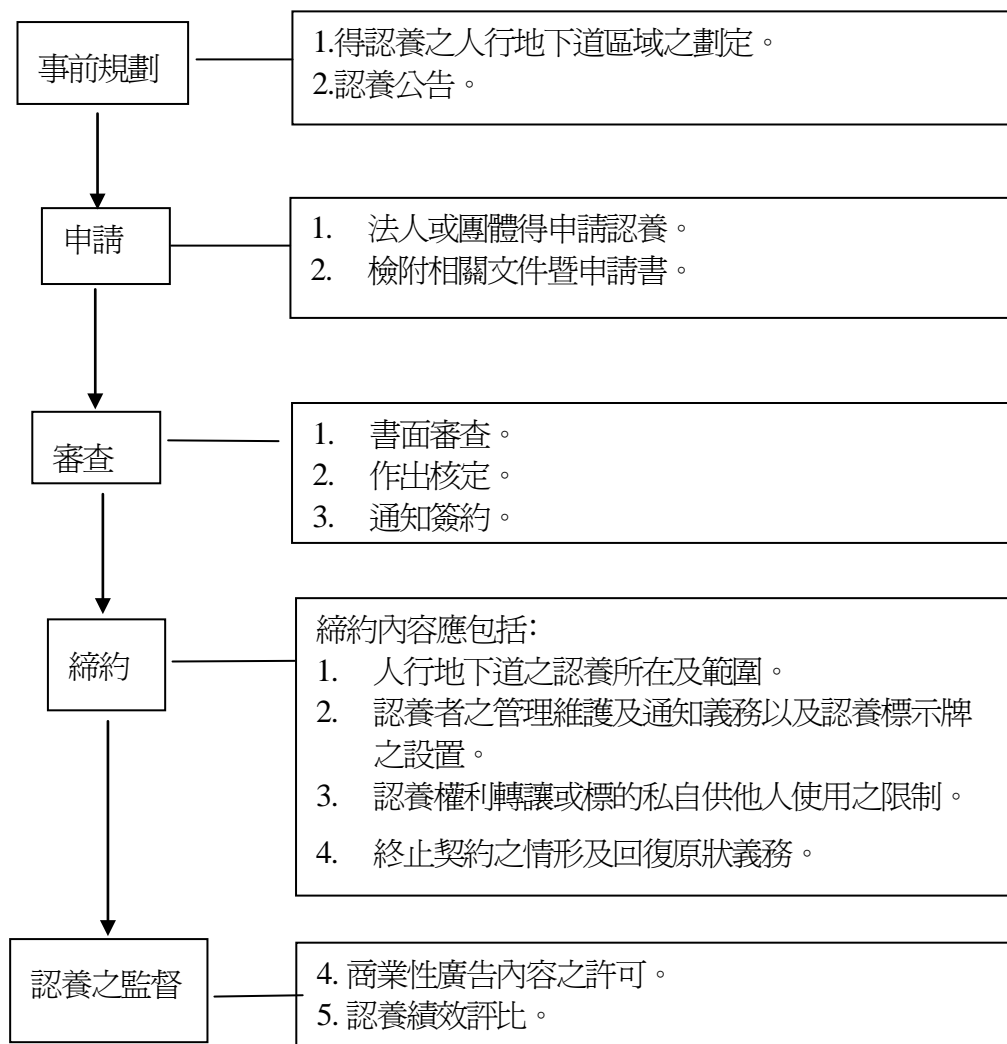 事前規劃
1.得認養之人行地下道區域之劃定。
2.認養公告。
申請
1. 法人或團體得申請認養。
2. 檢附相關文件暨申請書。
審查
1. 書面審查。
2. 作出核定。
3. 通知簽約。
締約
締約內容應包括：
1. 人行地下道之認養所在及範圍。
2. 認養者之管理維護及通知義務以及認養標示牌
之設置。
3. 認養權利轉讓或標的私自供他人使用之限制。
4. 終止契約之情形及回復原狀義務。
認養之監督
4. 商業性廣告內容之許可。
5. 認養績效評比。